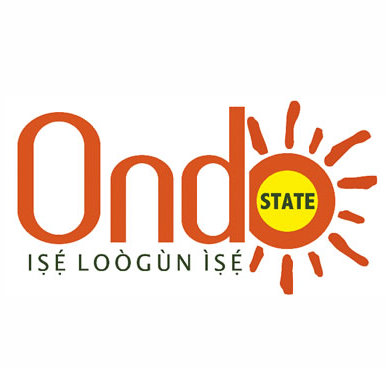 Ondo
STATE
IṢẸ́ LOÒGÙN ÌṢẸ́